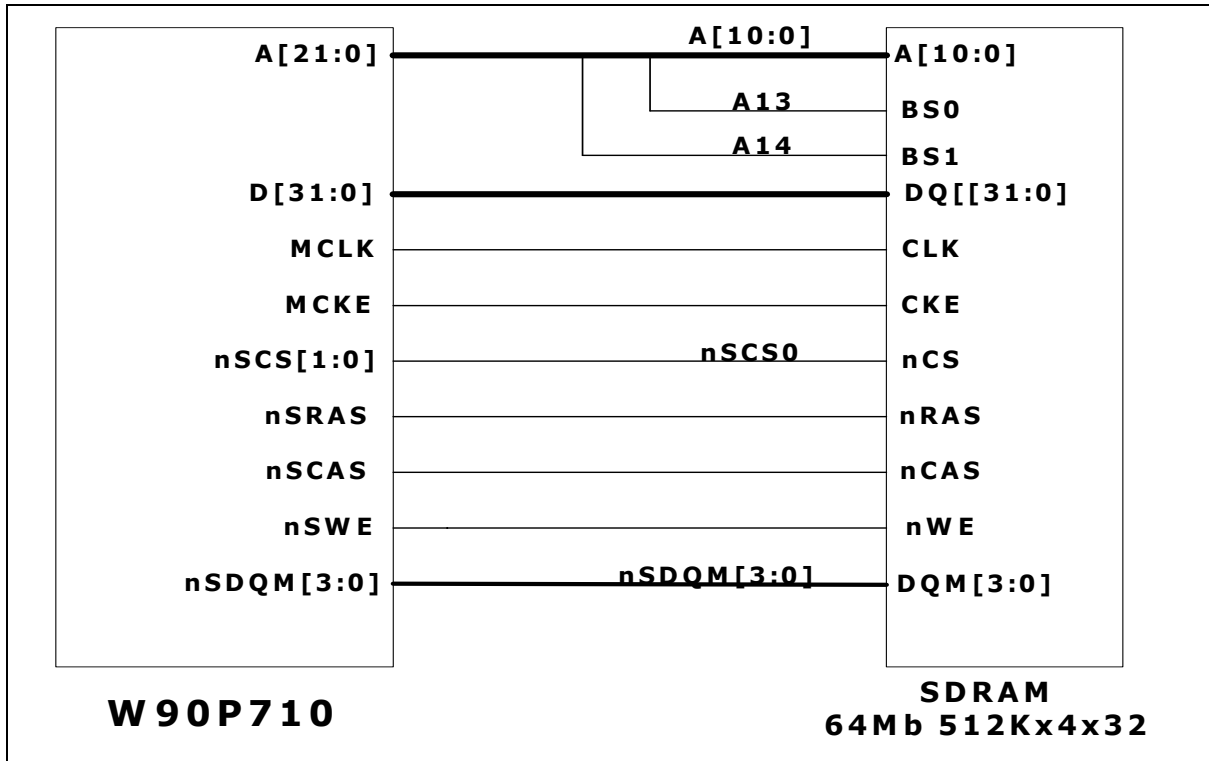 A[10:0]
A[21:0] A[10:0]
A13 BS0
A14 BS1
D[31:0] DQ[[31:0]
MCLK CLK
MCKE CKE
nSCS[1:0] nSCS0 nCS
nSRAS nRAS
nSCAS nCAS
nSWE nWE
nSDQM[3:0] nSDQM[3:0] DQM[3:0]
W90P710
SDRAM
64Mb 512Kx4x32